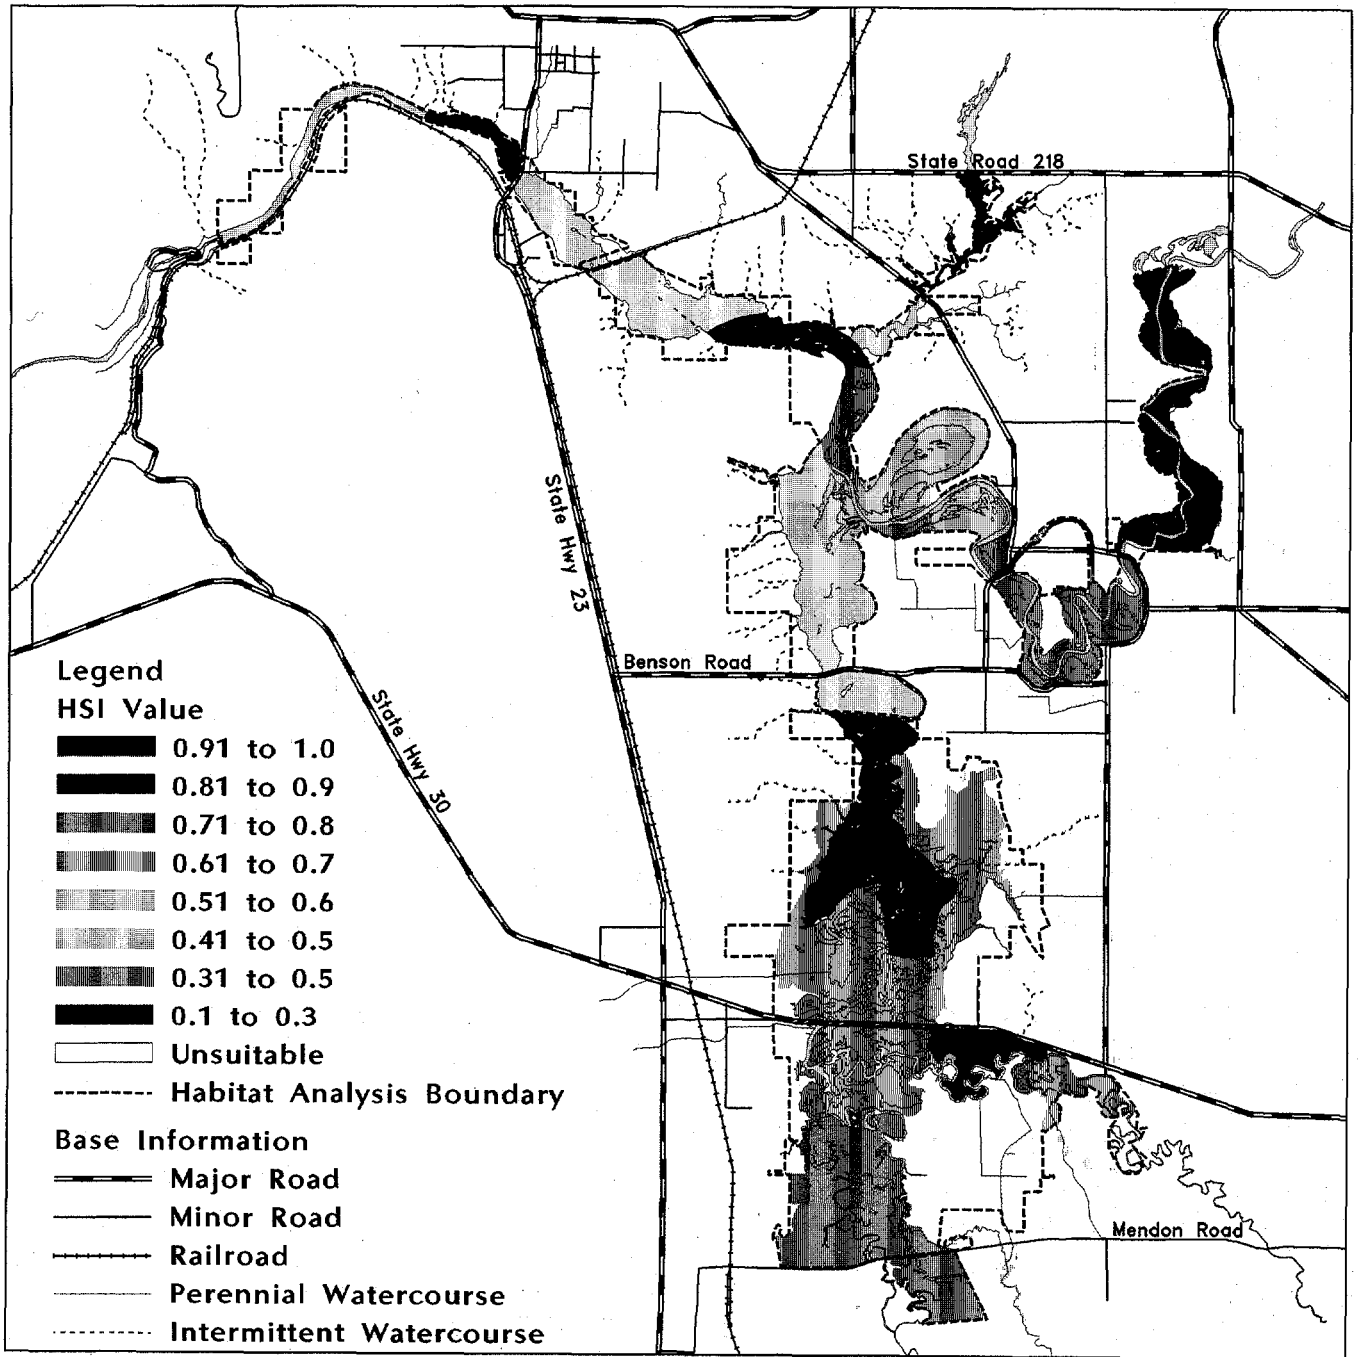 State Road 218
State Hwy 23
Benson Road
State Hwy 30
Mendon Road
Legend
HSI Value
0.91 to 1.0
0.81 to 0.9
0.71 to 0.8
0.61 to 0.7
0.51 to 0.6
0.41 to 0.5
0.31 to 0.5
0.1 to 0.3
Unsuitable
Habitat Analysis Boundary
Base Information
Major Road
Minor Road
Railroad
Perennial Watercourse
Intermittent Watercourse